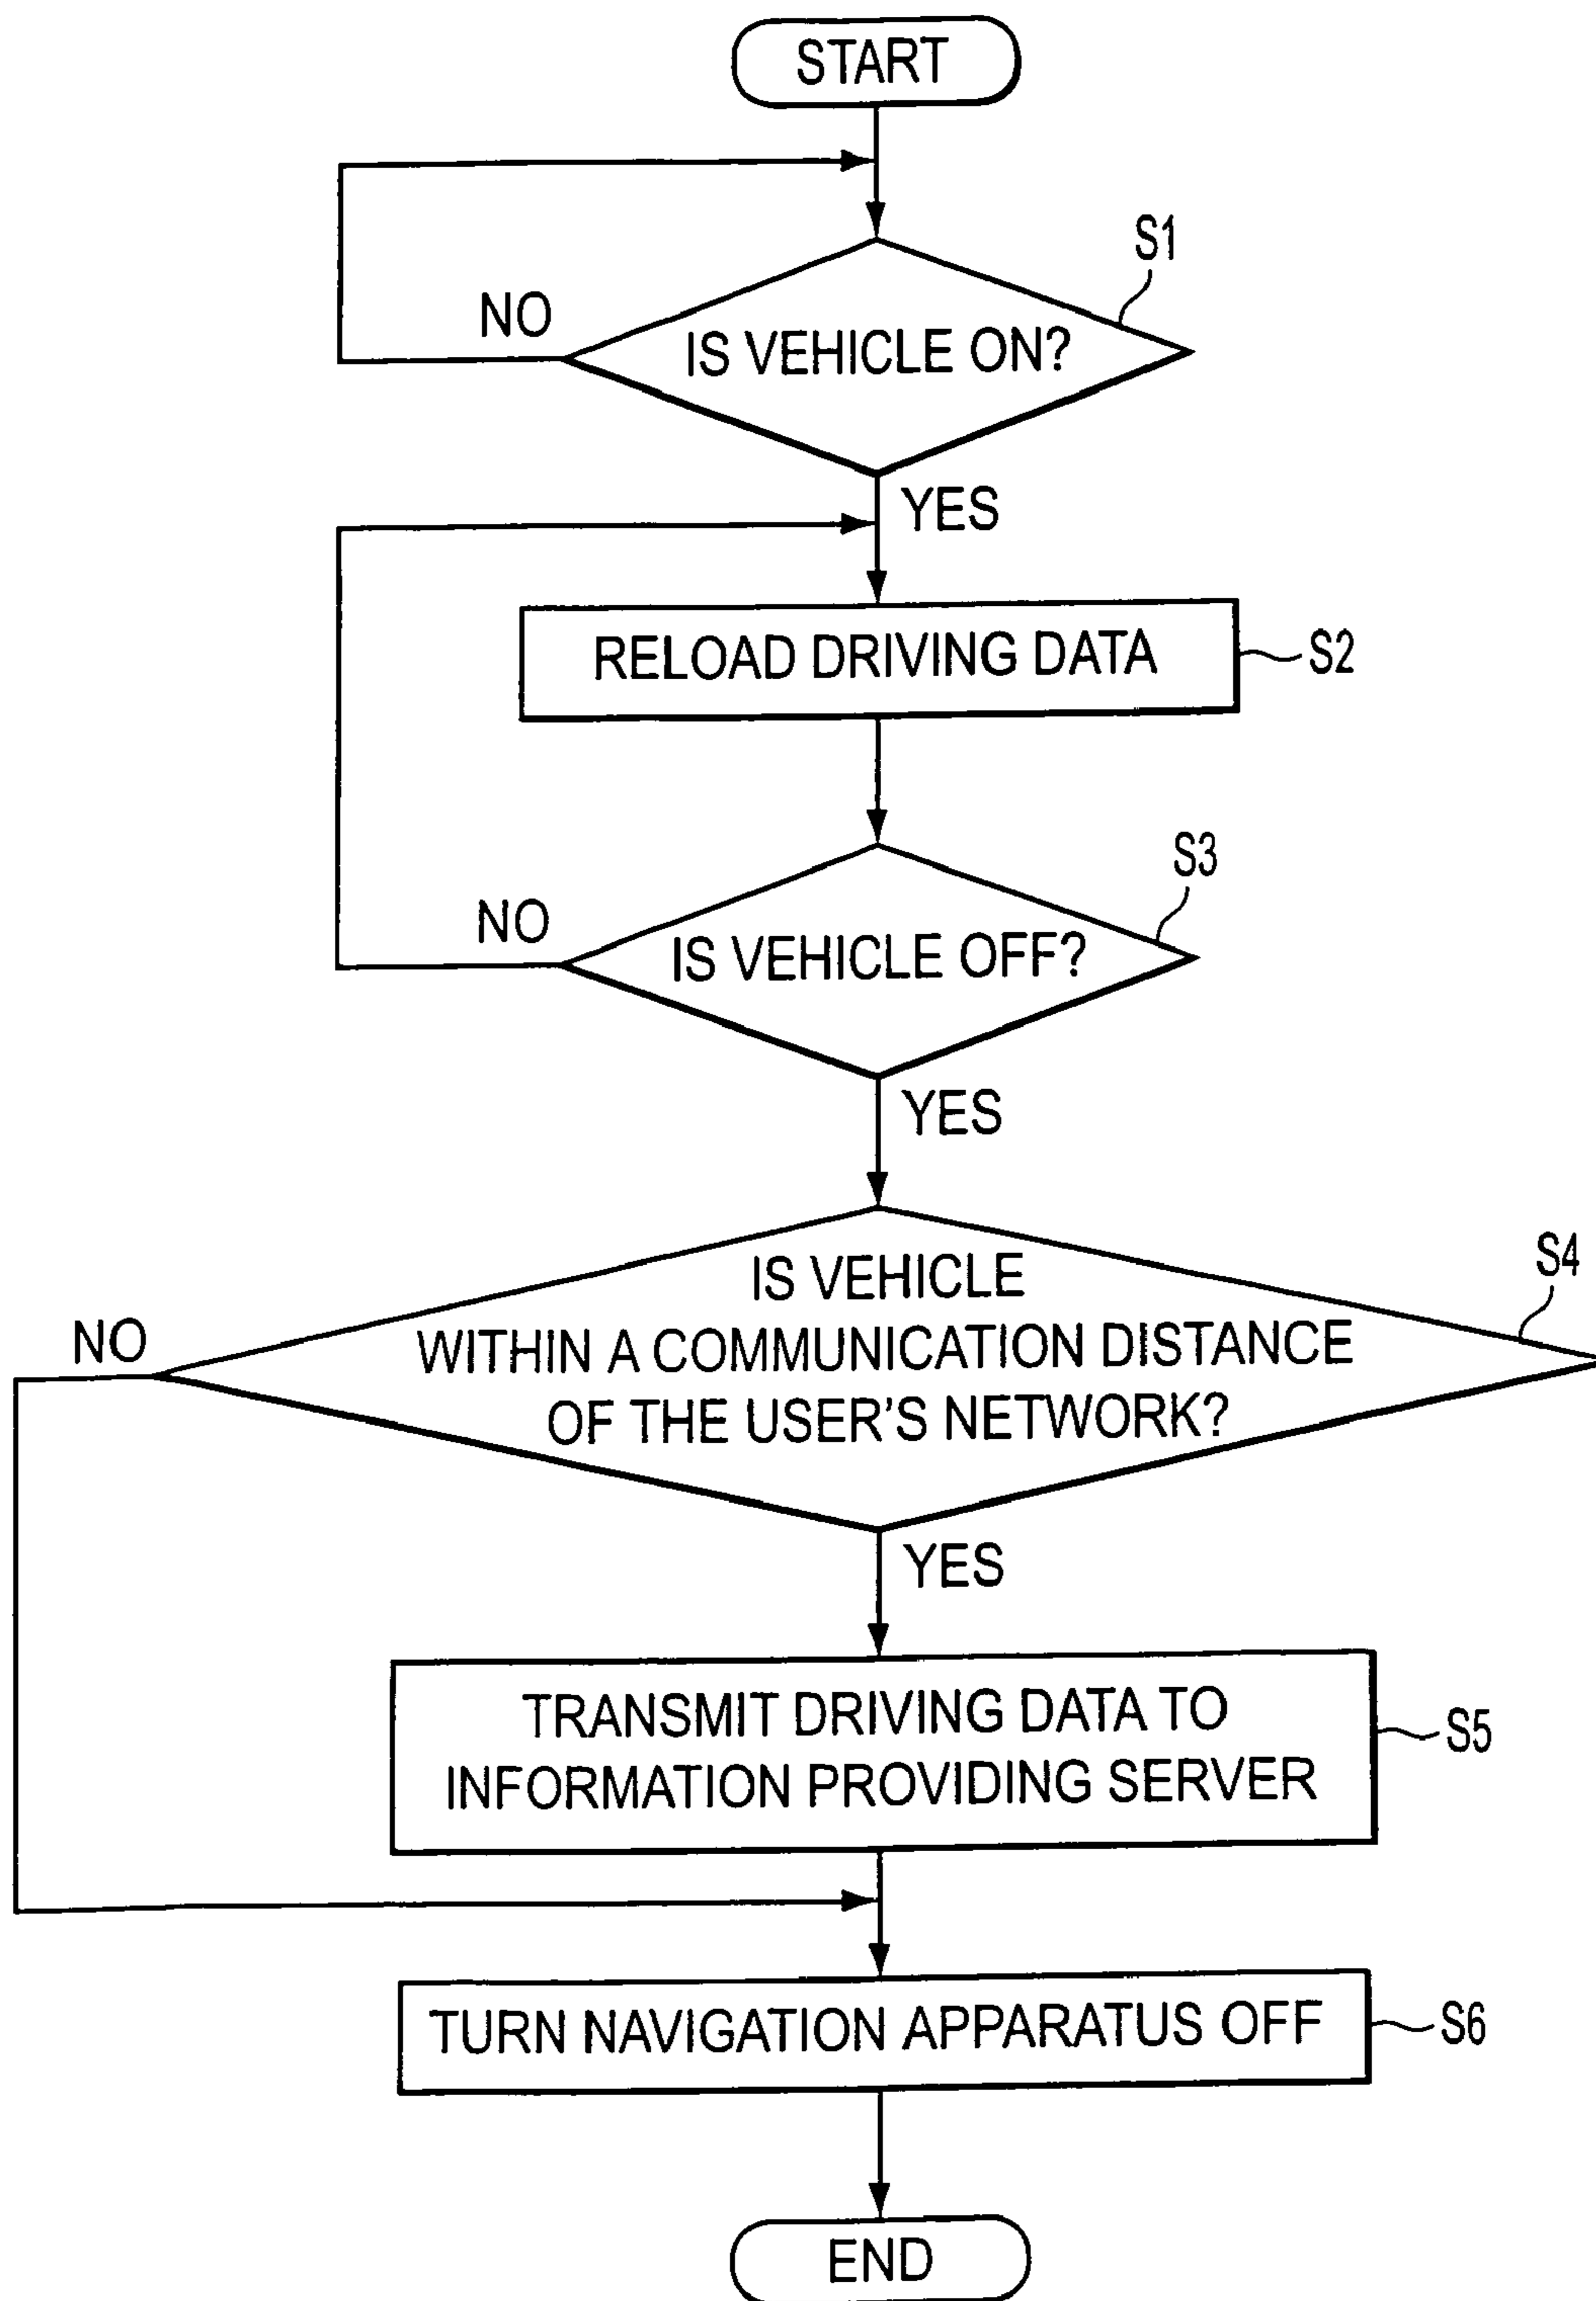 START
S1
NO
IS VEHICLE ON?
YES
RELOAD DRIVING DATA
S2
S3
NO
IS VEHICLE OFF?
YES
S4
NO
IS VEHICLE
WITHIN A COMMUNICATION DISTANCE
OF THE USER'S NETWORK?
YES
TRANSMIT DRIVING DATA TO
INFORMATION PROVIDING SERVER
S5
TURN NAVIGATION APPARATUS OFF
S6
END